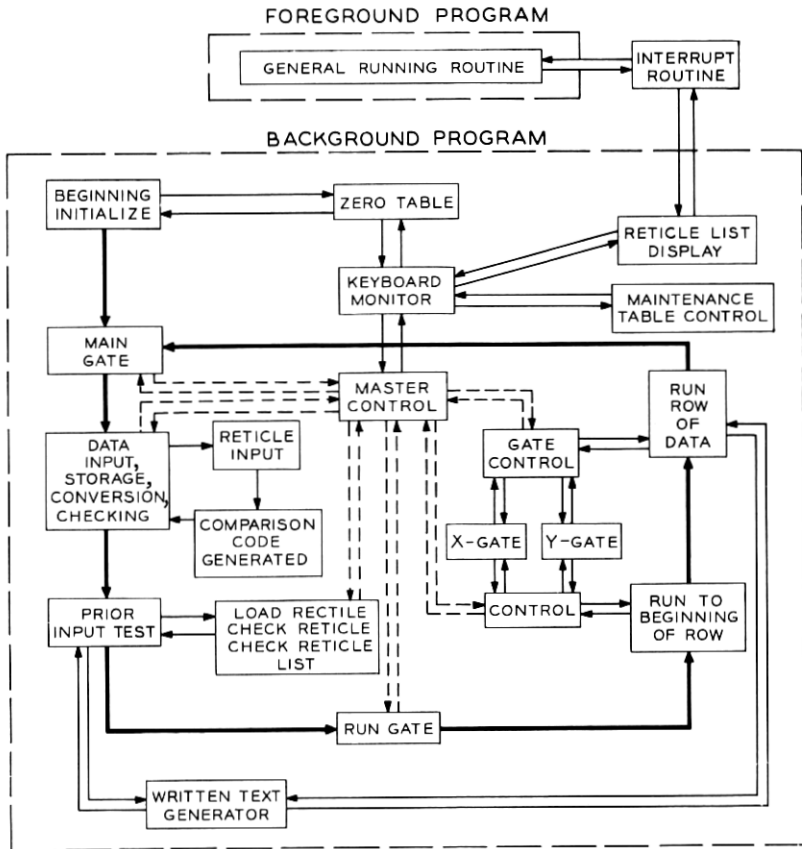 FOREGROUND PROGRAM
GENERAL RUNNING ROUTINE
INTERRUPT
ROUTINE
BACKGROUND PROGRAM
BEGINNING
INITIALIZE
ZERO TABLE
RETICLE LIST
DISPLAY
KEYBOARD
MONITOR
MAINTENANCE
TABLE CONTROL
MAIN
GATE
MASTER
CONTROL
RUN
ROW
OF
DATA
DATA
INPUT,
STORAGE,
CONVERSION,
CHECKING
RETICLE
INPUT
GATE
CONTROL
COMPARISON
CODE
GENERATED
X-GATE
Y-GATE
PRIOR
INPUT TEST
LOAD RECTILE
CHECK RETICLE
CHECK RETICLE
LIST
CONTROL
RUN TO
BEGINNING
OF ROW
RUN GATE
WRITTEN TEXT
GENERATOR